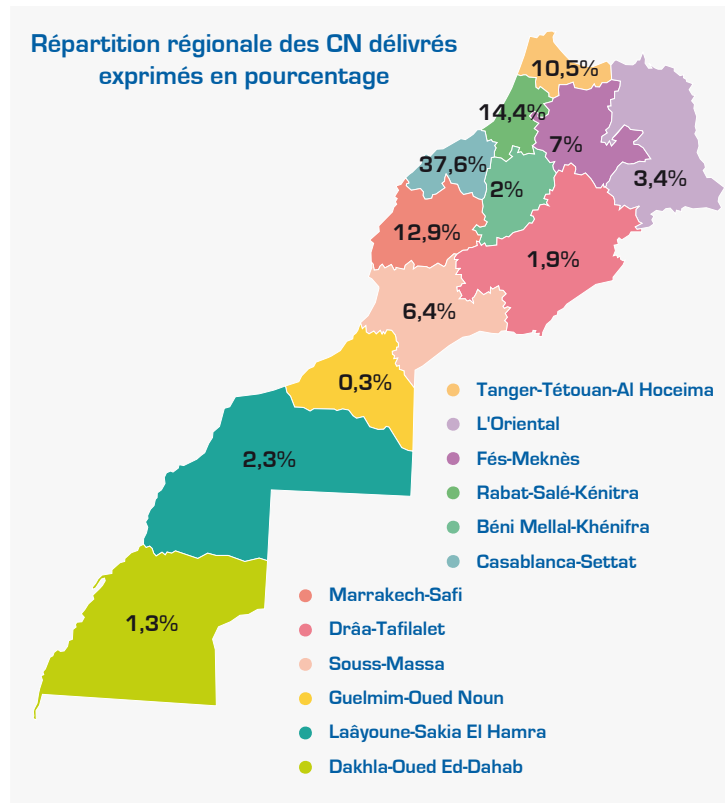 Répartition régionale des CN délivrés
exprimés en pourcentage
10,5%
14,4%
7%
37,6%
2%
3,4%
12,9%
1,9%
6,4%
0,3%
2,3%
1,3%
Tanger-Tétouan-Al Hoceima
L'Oriental
Fés-Meknès
Rabat-Salé-Kénitra
Béni Mellal-Khénifra
Casablanca-Settat
Marrakech-Safi
Drâa-Tafilalet
Souss-Massa
Guelmim-Oued Noun
Laâyoune-Sakia El Hamra
Dakhla-Oued Ed-Dahab